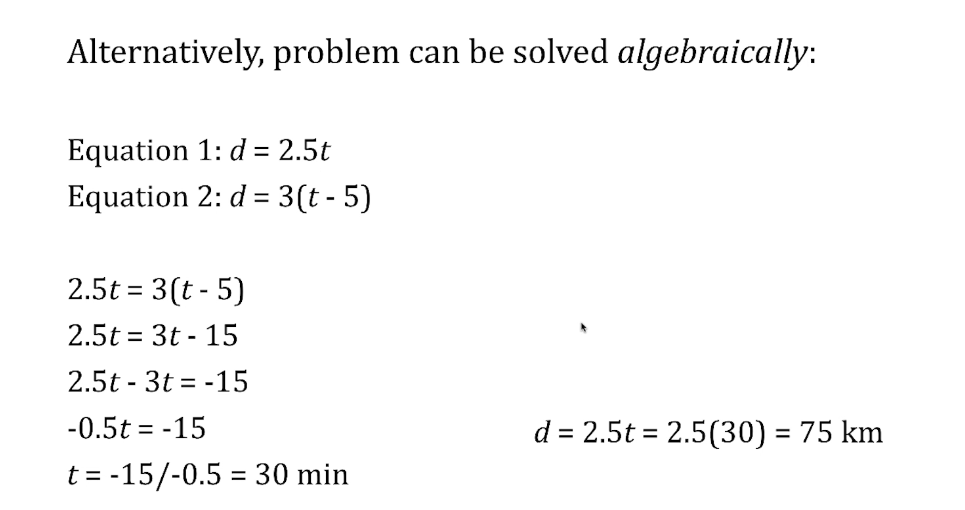 Alternatively, problem can be solved algebraically:
Equation 1: d = 2.5t
Equation 2: d = 3(t - 5)
2.5t = 3(t - 5)
2.5t = 3t - 15
2.5t - 3t = -15
-0.5t = -15
t = -15/-0.5 = 30 min
d = 2.5t = 2.5(30) = 75 km